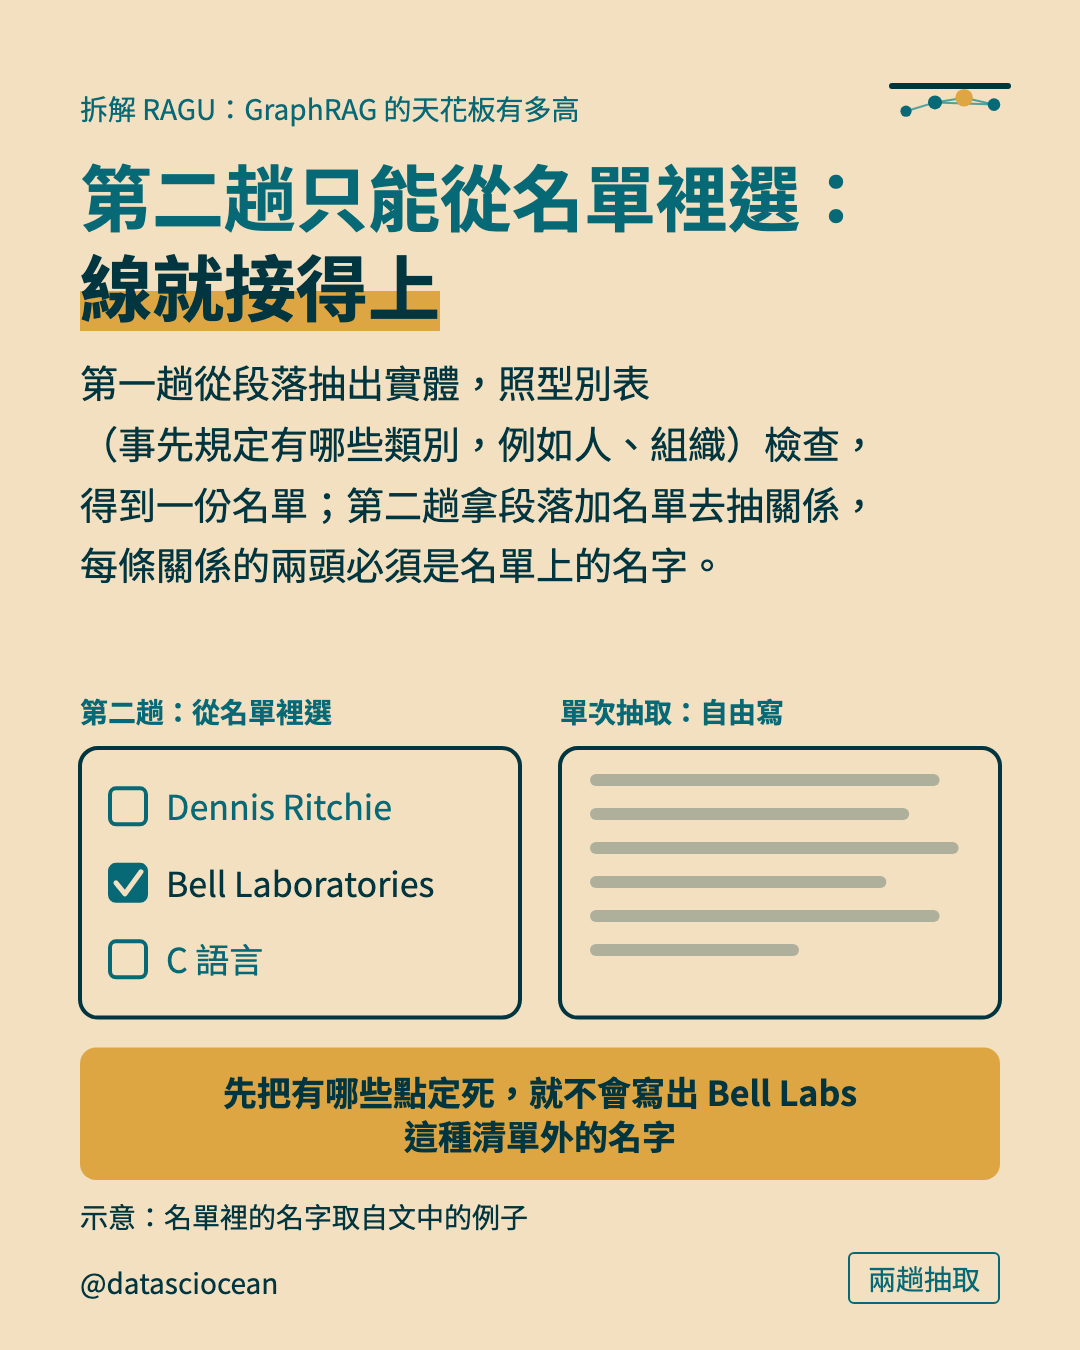 拆解 RAGU：GraphRAG 的天花板有多高
第二趟只能從名單裡選：
線就接得上
第一趟從段落抽出實體，照型別表
（事先規定有哪些類別，例如人、組織）檢查，
得到一份名單；第二趟拿段落加名單去抽關係，
每條關係的兩頭必須是名單上的名字。
第二趟：從名單裡選
單次抽取：自由寫
Dennis Ritchie
Bell Laboratories
C 語言
先把有哪些點定死，就不會寫出 Bell Labs
這種清單外的名字
示意：名單裡的名字取自文中的例子
@datasciocean
兩趟抽取